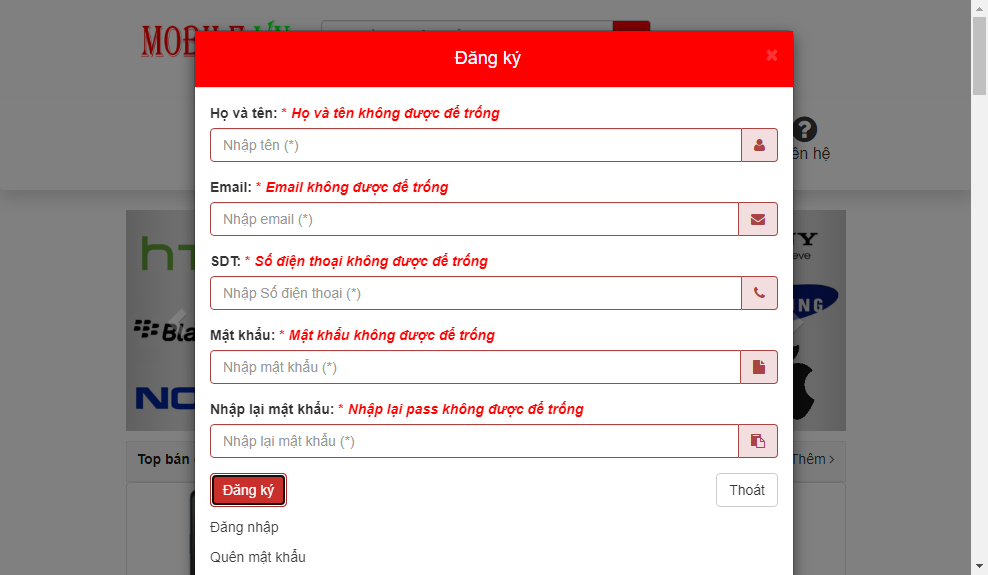 Đăng ký
Họ và tên: * Họ và tên không được để trống
Nhập tên (*)
Email: * Email không được để trống
Nhập email (*)
SDT: * Số điện thoại không được để trống
Nhập Số điện thoại (*)
Mật khẩu: * Mật khẩu không được để trống
Nhập mật khẩu (*)
Nhập lại mật khẩu: * Nhập lại pass không được để trống
Nhập lại mật khẩu (*)
Đăng ký
Thoát
Đăng nhập
Quên mật khẩu
hệ
Top bán
Thêm